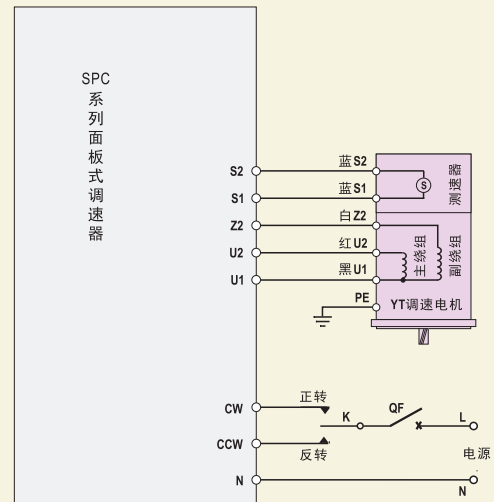 SPC
系列面板式调速器
S2
蓝 S2
S1
蓝 S1
S
测速器
Z2
白 Z2
U2
红 U2
U1
黑 U1
主绕组
副绕组
PE
YT调速电机
CW
正转
K
QF
L
CCW
反转
电源
N
N